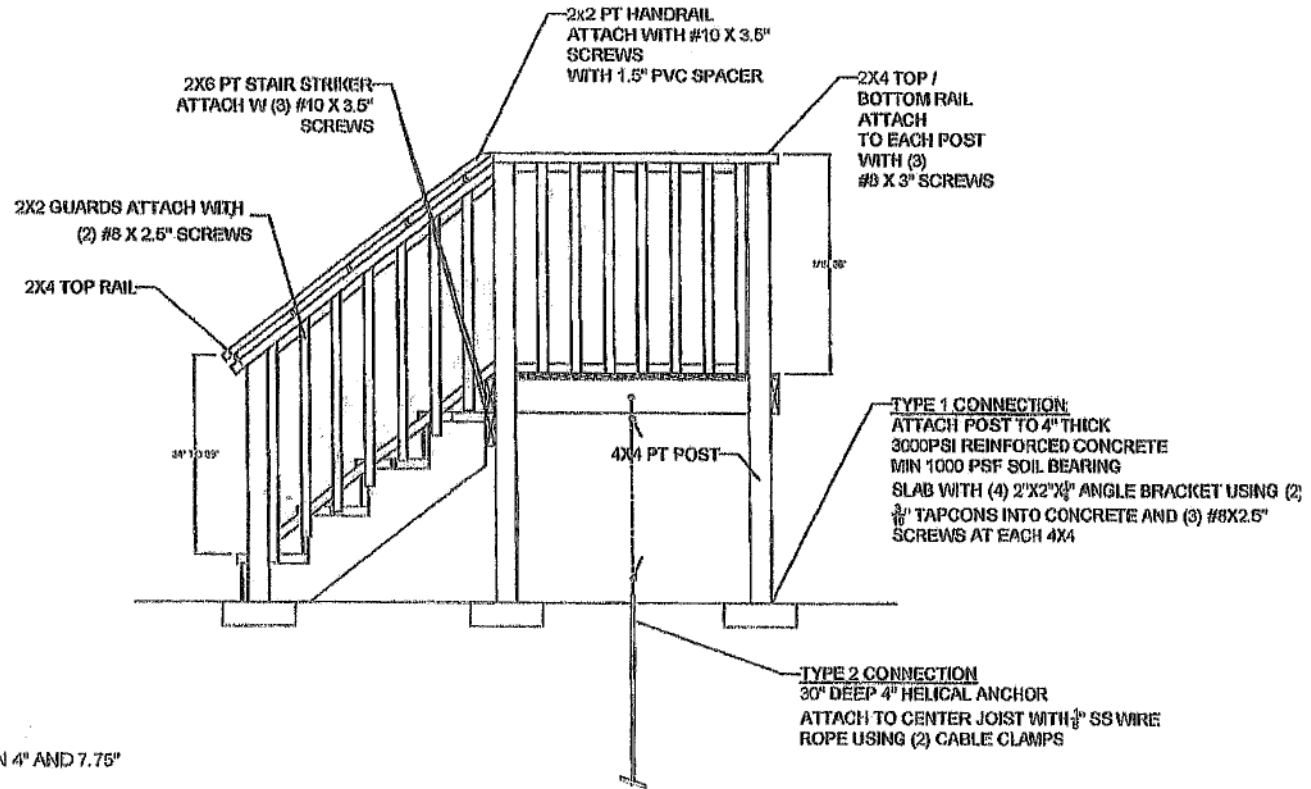 2x2 PT HANDRAIL
ATTACH WITH #10 X 3.5"
SCREWS
WITH 1.5" PVC SPACER
2X6 PT STAIR STRIKER
ATTACH W (3) #10 X 3.5"
SCREWS
2X4 TOP /
BOTTOM RAIL
ATTACH
TO EACH POST
WITH (3)
#8 X 3" SCREWS
2X2 GUARDS ATTACH WITH
(2) #8 X 2.5" SCREWS
2X4 TOP RAIL
36"
34" TO 39"
4X4 PT POST
TYPE 1 CONNECTION
ATTACH POST TO 4" THICK
3000PSI REINFORCED CONCRETE
MIN 1000 PSF SOIL BEARING
SLAB WITH (4) 2"X2"X ANGLE BRACKET USING (2)
TAPCONS INTO CONCRETE AND (3) #8X2.5"
SCREWS AT EACH 4X4
TYPE 2 CONNECTION
30" DEEP 4" HELICAL ANCHOR
ATTACH TO CENTER JOIST WITH SS WIRE
ROPE USING (2) CABLE CLAMPS
N 4" AND 7.75"